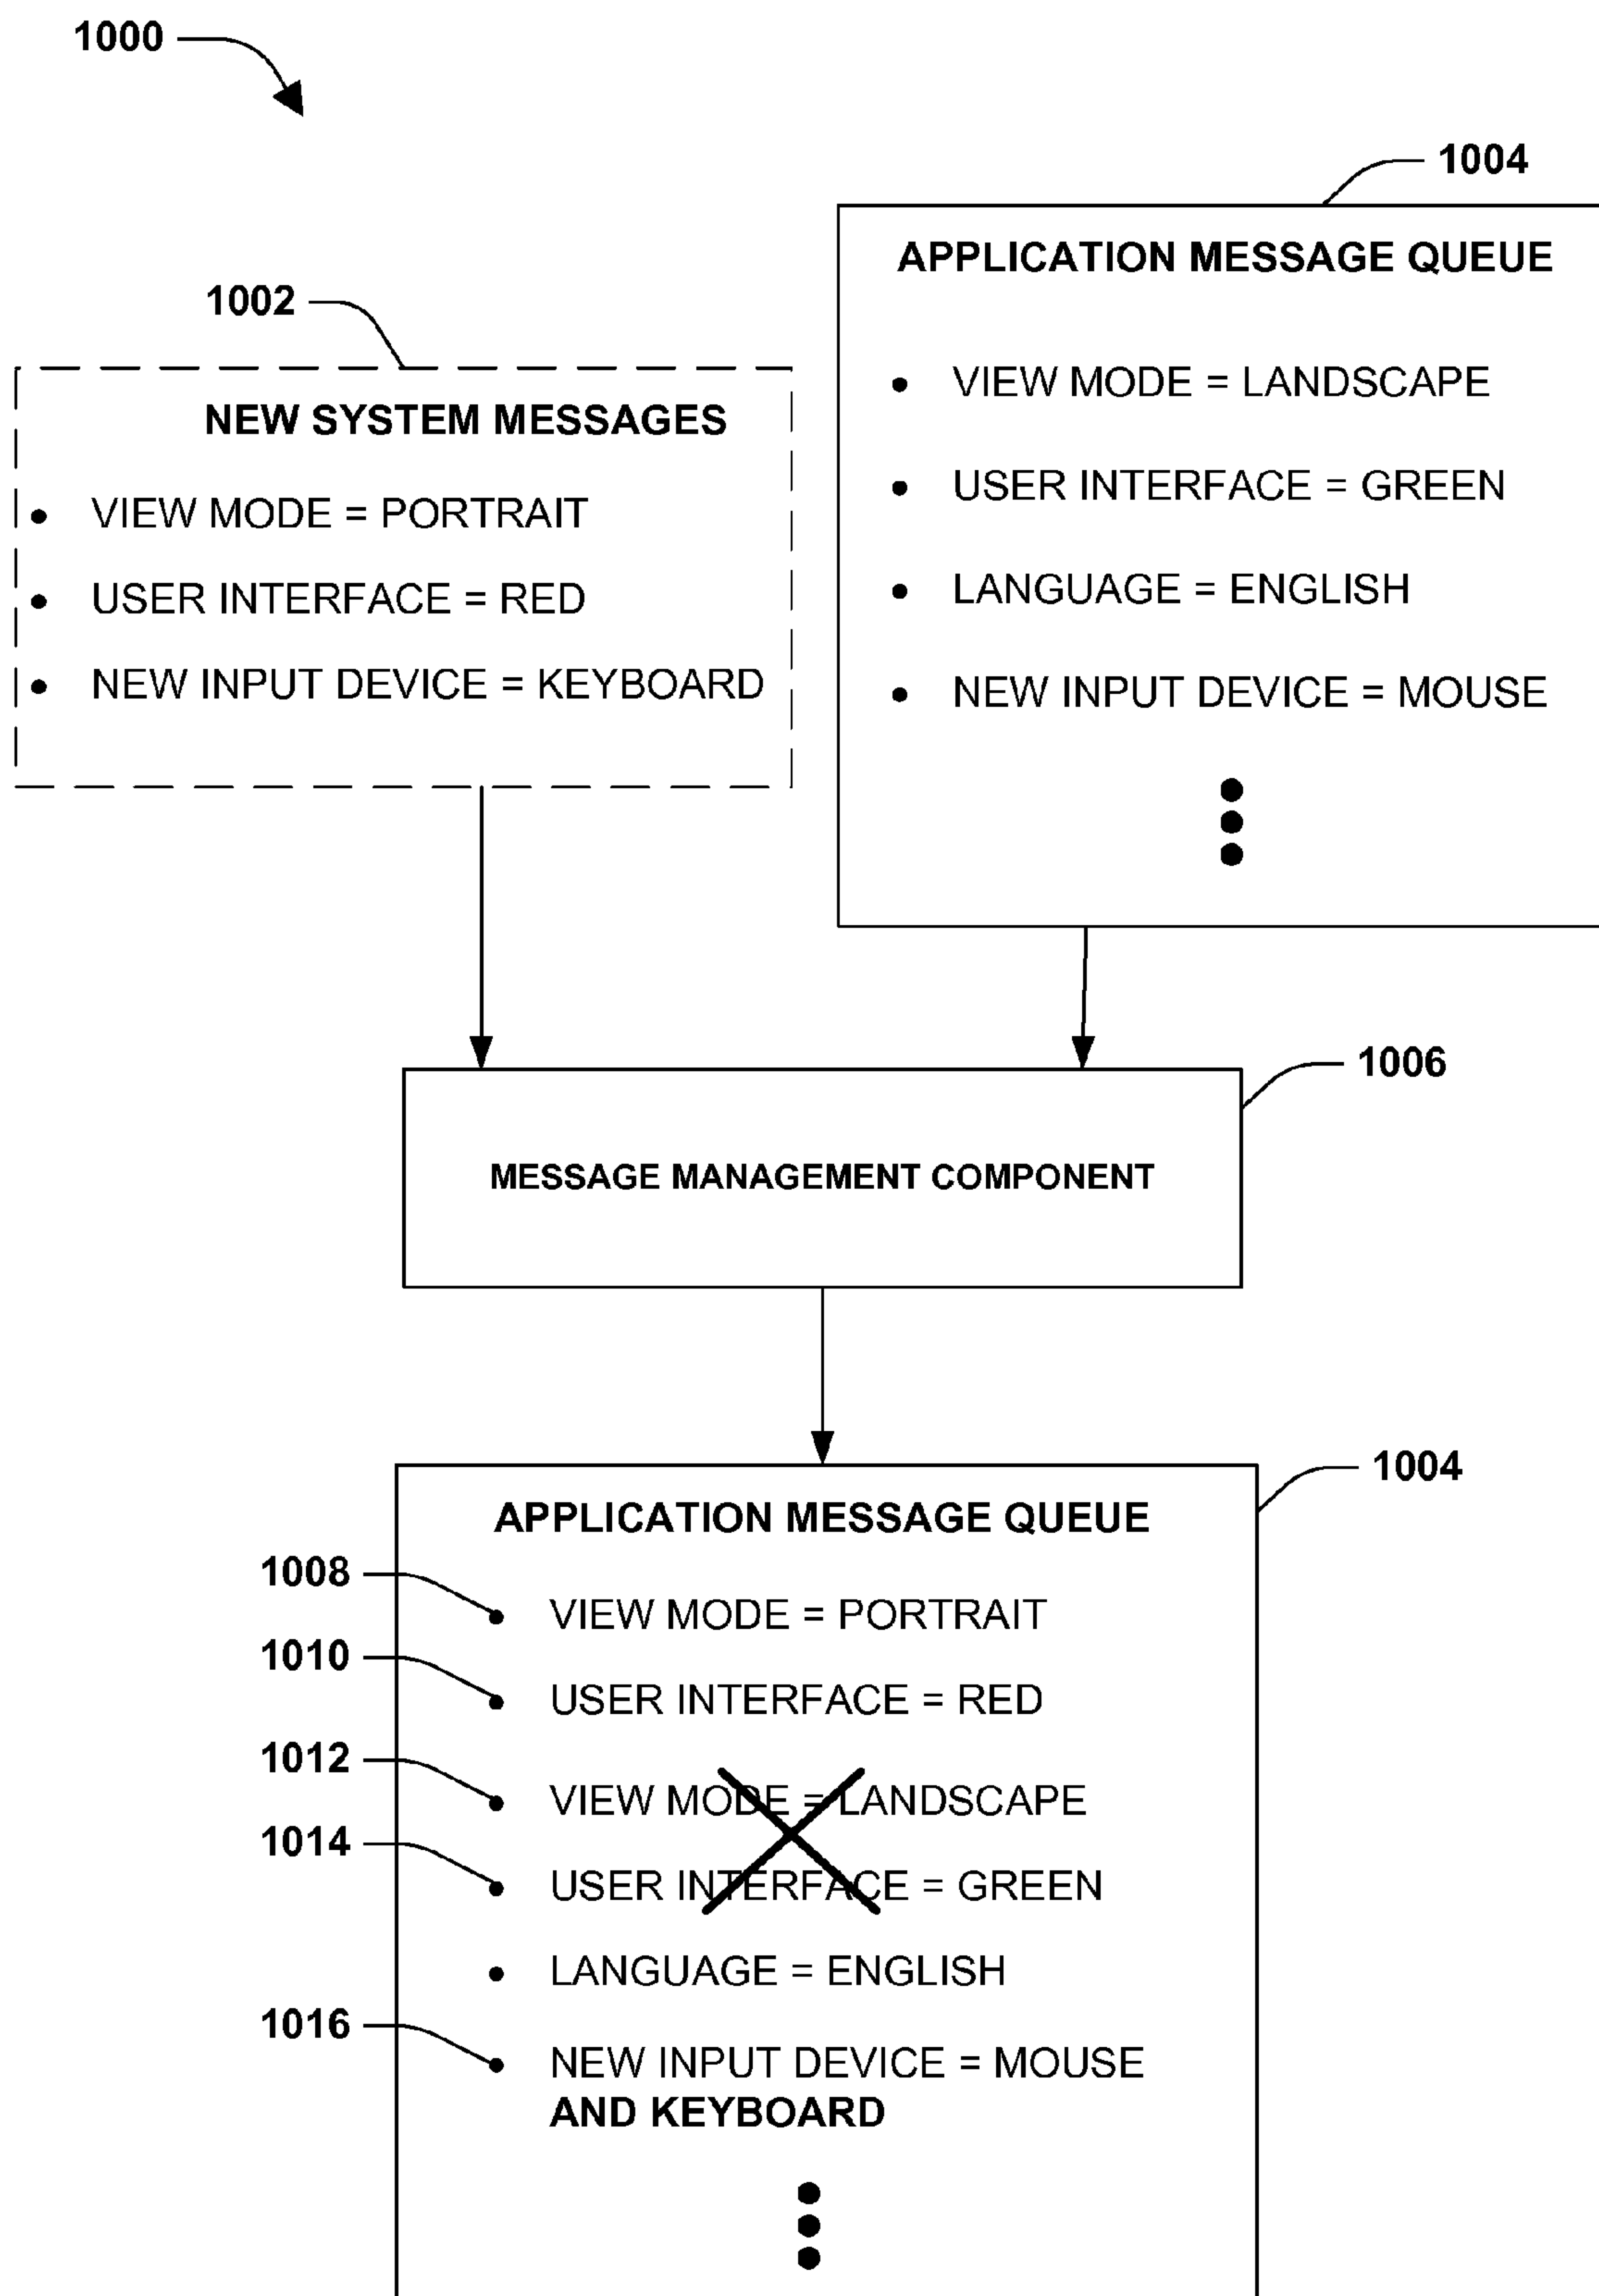 1000
1004
APPLICATION MESSAGE QUEUE
• VIEW MODE = LANDSCAPE
• USER INTERFACE = GREEN
• LANGUAGE = ENGLISH
• NEW INPUT DEVICE = MOUSE
1002
NEW SYSTEM MESSAGES
• VIEW MODE = PORTRAIT
• USER INTERFACE = RED
• NEW INPUT DEVICE = KEYBOARD
1006
MESSAGE MANAGEMENT COMPONENT
1004
APPLICATION MESSAGE QUEUE
1008
• VIEW MODE = PORTRAIT
1010
• USER INTERFACE = RED
1012
• VIEW MODE = LANDSCAPE
1014
• USER INTERFACE = GREEN
• LANGUAGE = ENGLISH
1016
• NEW INPUT DEVICE = MOUSE
AND KEYBOARD